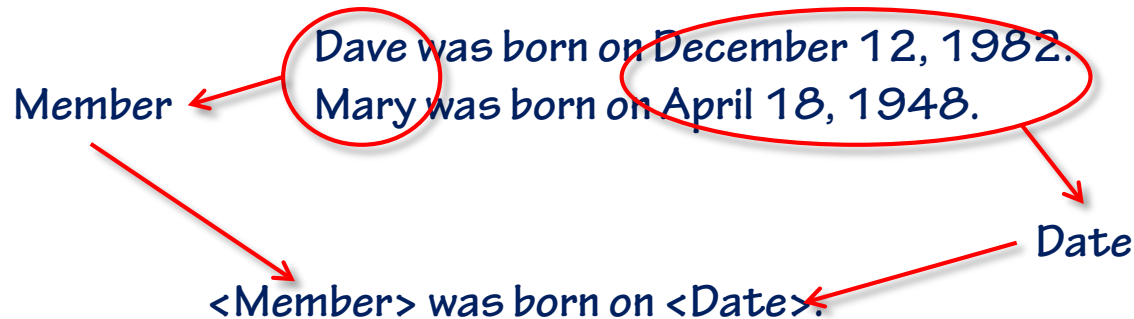 Dave was born on December 12, 1982.
Member
Mary was born on April 18, 1948.
Date
<Member> was born on <Date>.